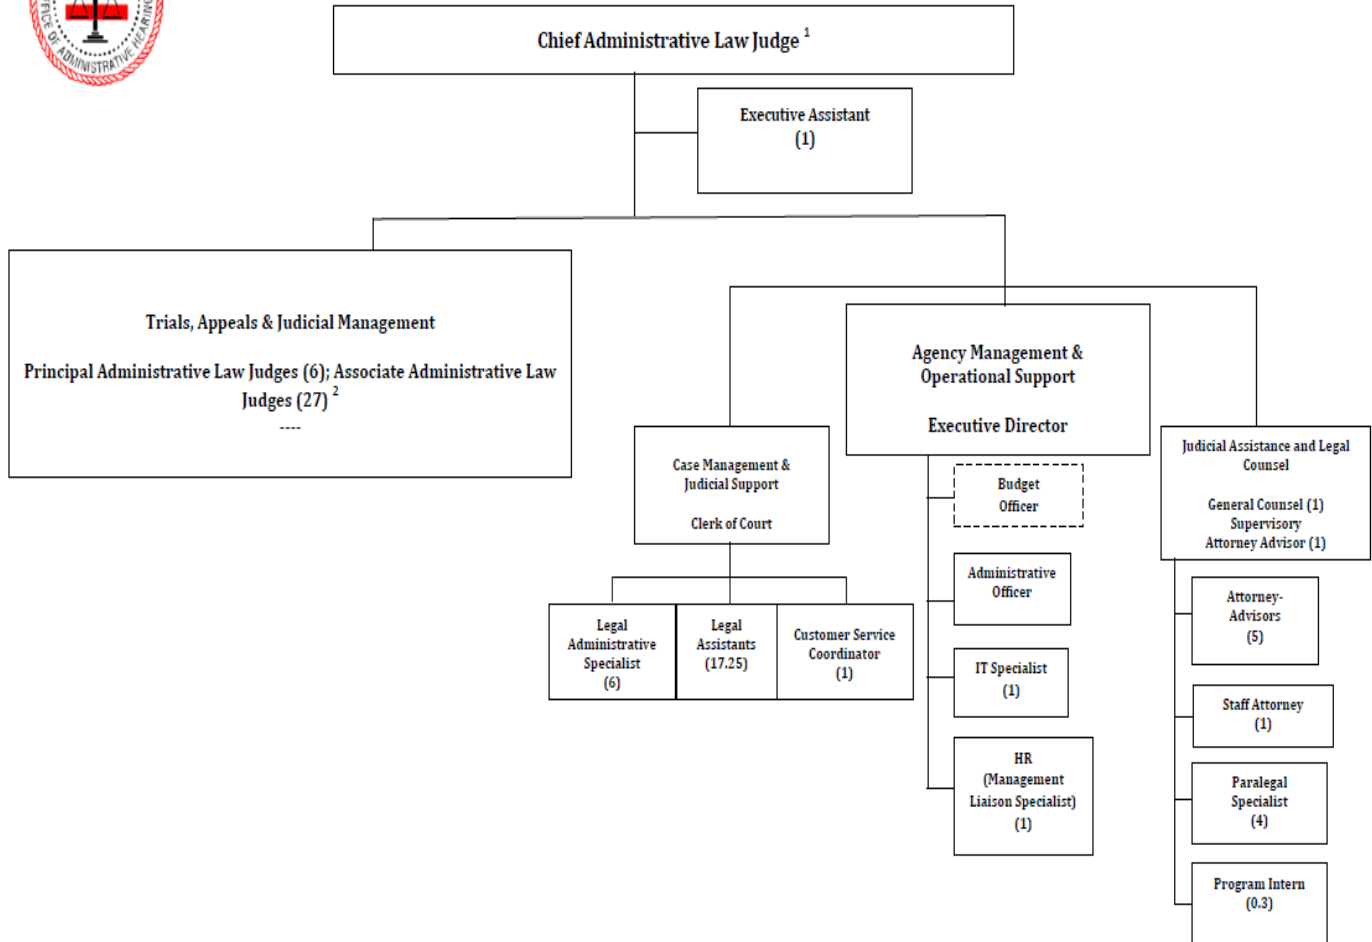 OFFICE OF ADMINISTRATIVE HEARING
Chief Administrative Law Judge 1
Executive Assistant
(1)
Trials, Appeals & Judicial Management
Principal Administrative Law Judges (6); Associate Administrative Law
Judges (27) 2
----
Agency Management &
Operational Support
Executive Director
Case Management &
Judicial Support
Clerk of Court
Legal
Administrative
Specialist
(6)
Legal
Assistants
(17.25)
Customer Service
Coordinator
(1)
Budget
Officer
Administrative
Officer
IT Specialist
(1)
HR
(Management
Liaison Specialist)
(1)
Judicial Assistance and Legal
Counsel
General Counsel (1)
Supervisory
Attorney Advisor (1)
Attorney-
Advisors
(5)
Staff Attorney
(1)
Paralegal
Specialist
(4)
Program Intern
(0.3)